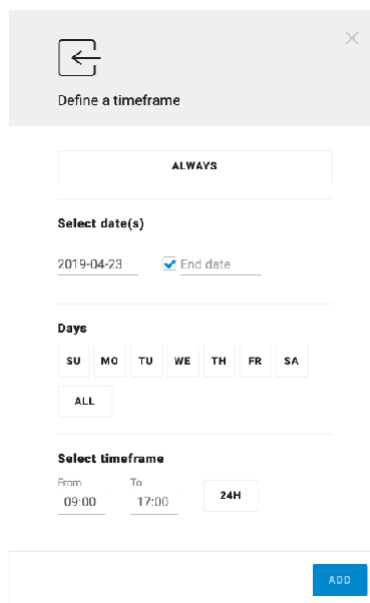 Define a timeframe
ALWAYS
Select date(s)
2019-04-23 End date
Days
SU MO TU WE TH FR SA
ALL
Select timeframe
From To
09:00 17:00 24H
ADD